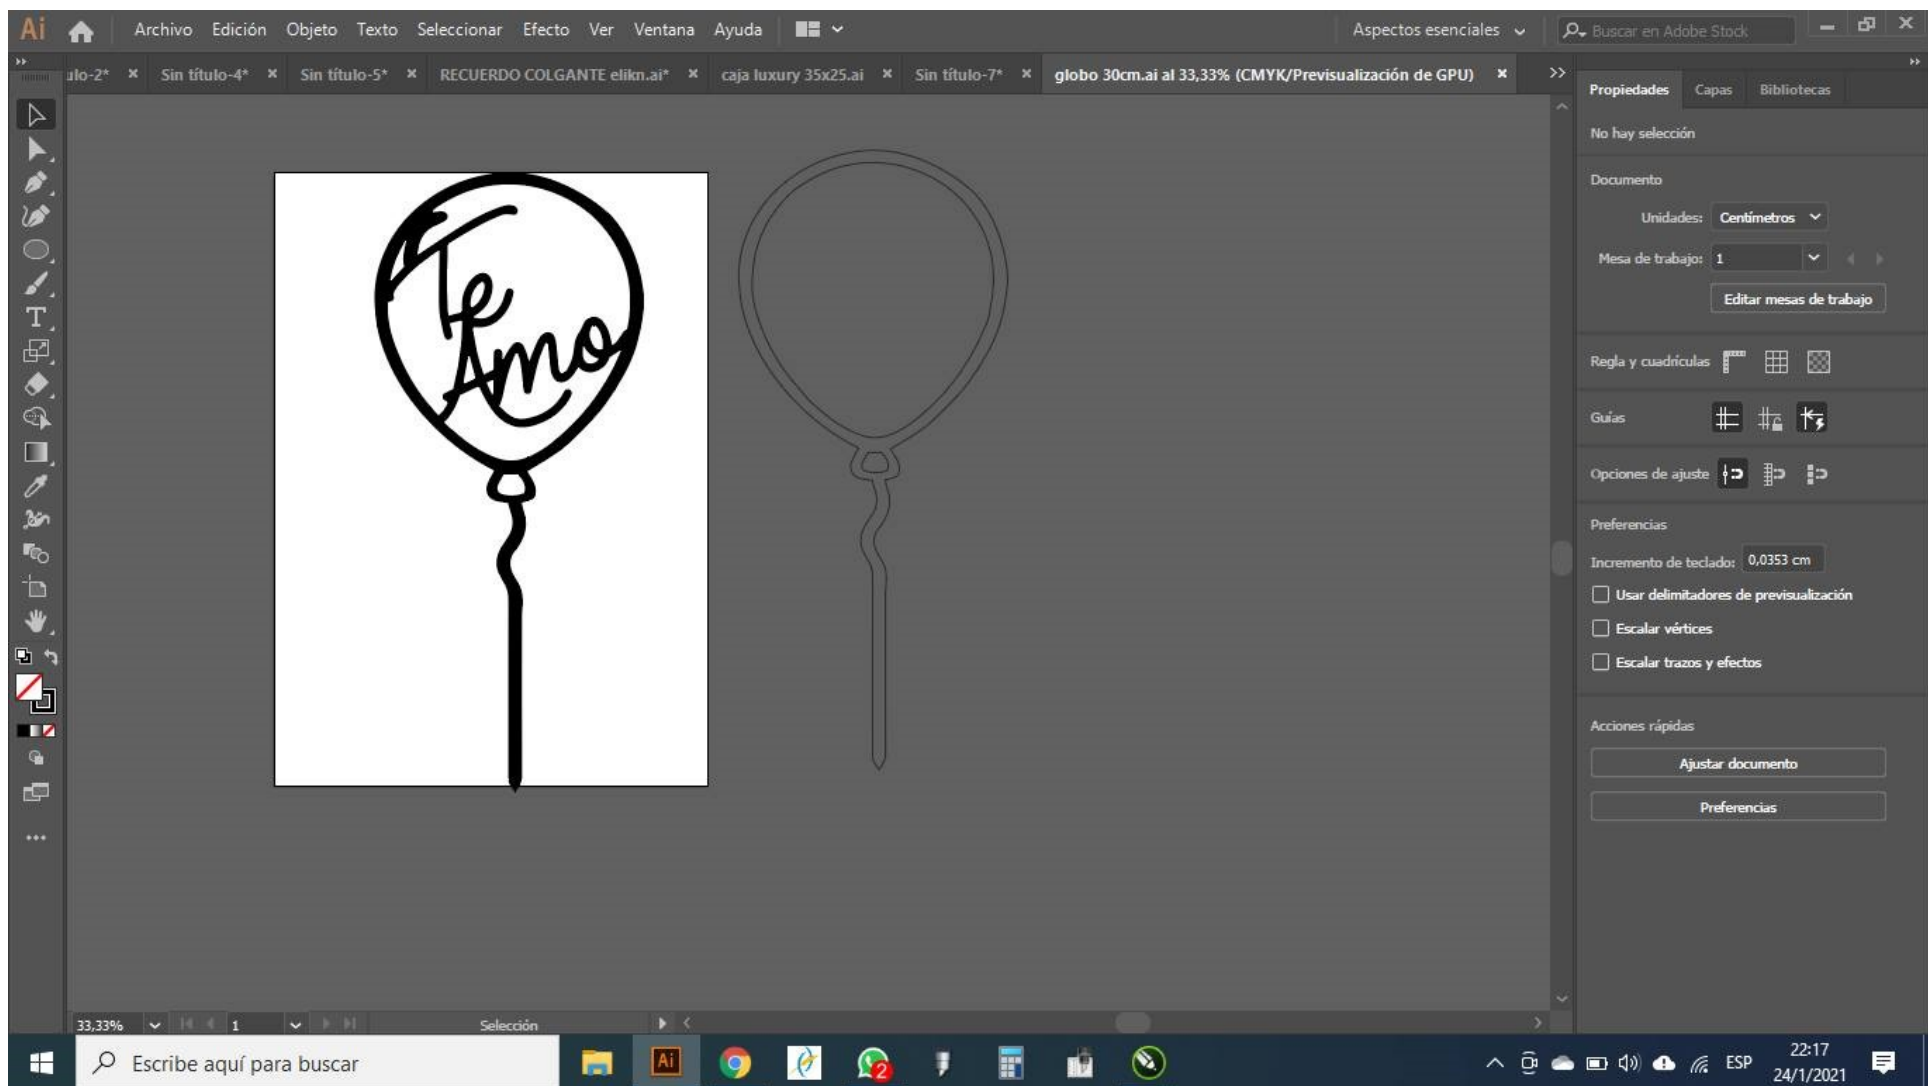 Ai Archivo Edición Objeto Texto Seleccionar Efecto Ver Ventana Ayuda Aspectos esenciales Buscar en Adobe Stock
ulo-2* × Sin título-4* × Sin título-5* × RECUERDO COLGANTE elikn.ai* × caja luxury 35x25.ai × Sin título-7* × globo 30cm.ai al 33,33% (CMYK/Previsualización de GPU) ×
Te
Amo
Propiedades Capas Bibliotecas
No hay selección
Documento
Unidades: Centímetros
Mesa de trabajo: 1
Editar mesas de trabajo
Regla y cuadrículas
Guías
Opciones de ajuste
Preferencias
Incremento de teclado: 0,0353 cm
Usar delimitadores de previsualización
Escalar vértices
Escalar trazos y efectos
Acciones rápidas
Ajustar documento
Preferencias
33,33% 1 Selección
Escribe aquí para buscar Ai 2 ESP 22:17
24/1/2021